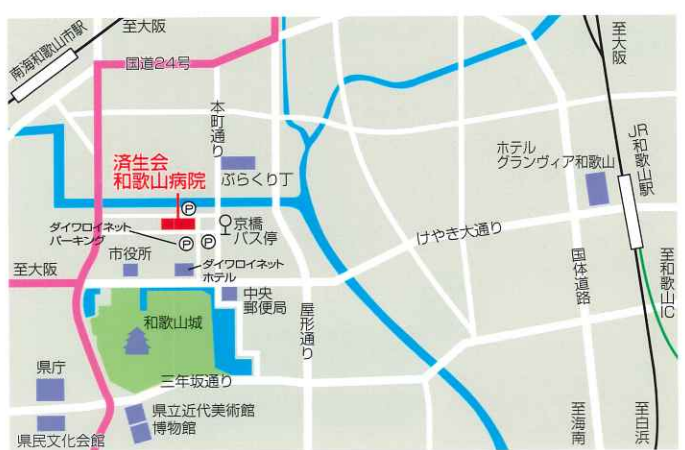 至大阪
南海和歌山市駅
国道24号
至大阪
本町通り
済生会
和歌山病院
ぶらくり丁
ホテル
グランヴィア和歌山
JR和歌山駅
P
ダイワロイネット
パーキング
P
P
京橋
バス停
けやき大通り
市役所
ダイワロイネット
ホテル
至大阪
中央
郵便局
国体道路
至和歌山IC
和歌山城
屋形通り
県庁
三年坂通り
県立近代美術館
博物館
県民文化会館
至海南
至白浜